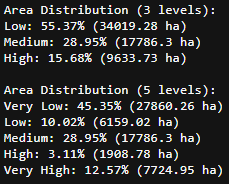 Area Distribution (3 levels):
Low: 55.37% (34019.28 ha)
Medium: 28.95% (17786.3 ha)
High: 15.68% (9633.73 ha)

Area Distribution (5 levels):
Very Low: 45.35% (27860.26 ha)
Low: 10.02% (6159.02 ha)
Medium: 28.95% (17786.3 ha)
High: 3.11% (1908.78 ha)
Very High: 12.57% (7724.95 ha)